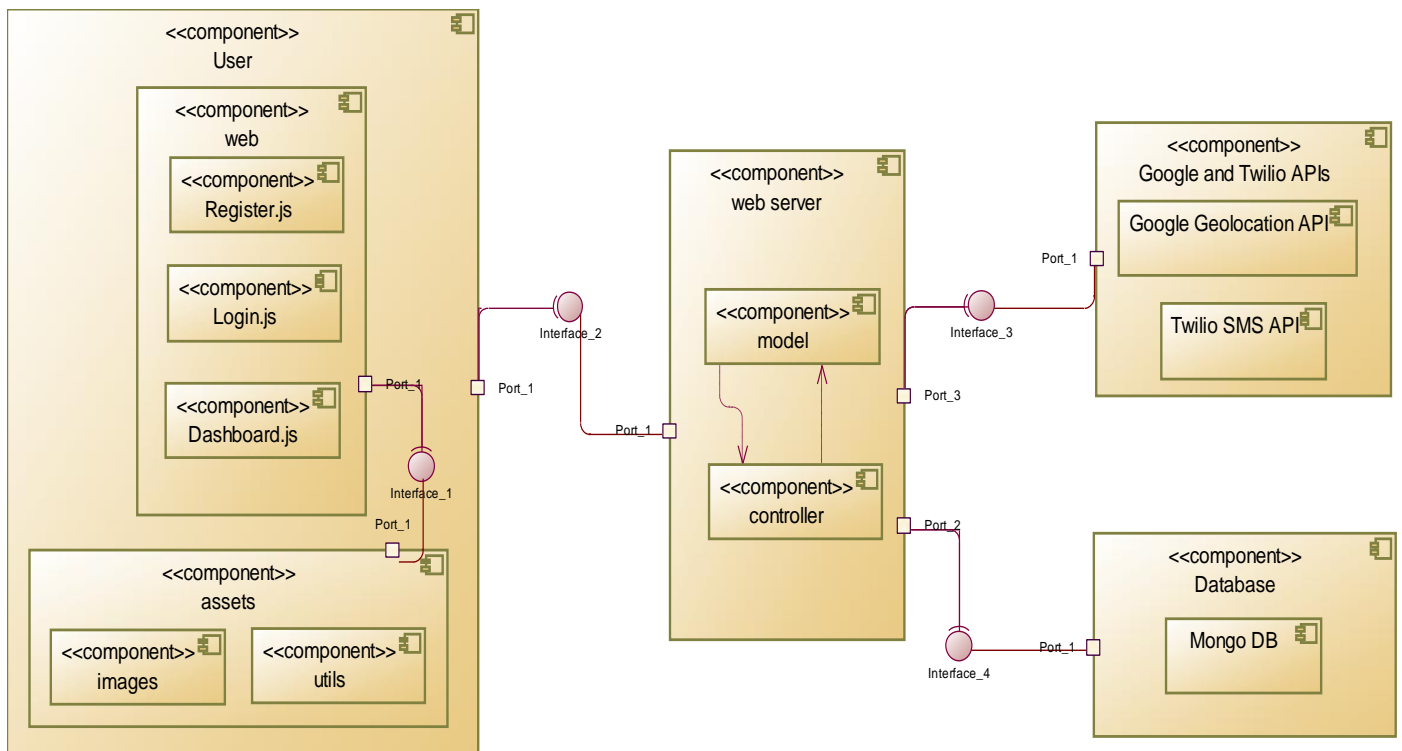 <<component>>
User
<<component>>
web
<<component>>
Register.js
<<component>>
Login.js
<<component>>
Dashboard.js
Port_1
Interface_1
Port_1
<<component>>
assets
<<component>>
images
<<component>>
utils
Port_1
Interface_2
Port_1
<<component>>
web server
<<component>>
model
<<component>>
controller
Port_3
Interface_3
Port_1
Port_2
Interface_4
Port_1
<<component>>
Google and Twilio APIs
Google Geolocation API
Twilio SMS API
<<component>>
Database
Mongo DB